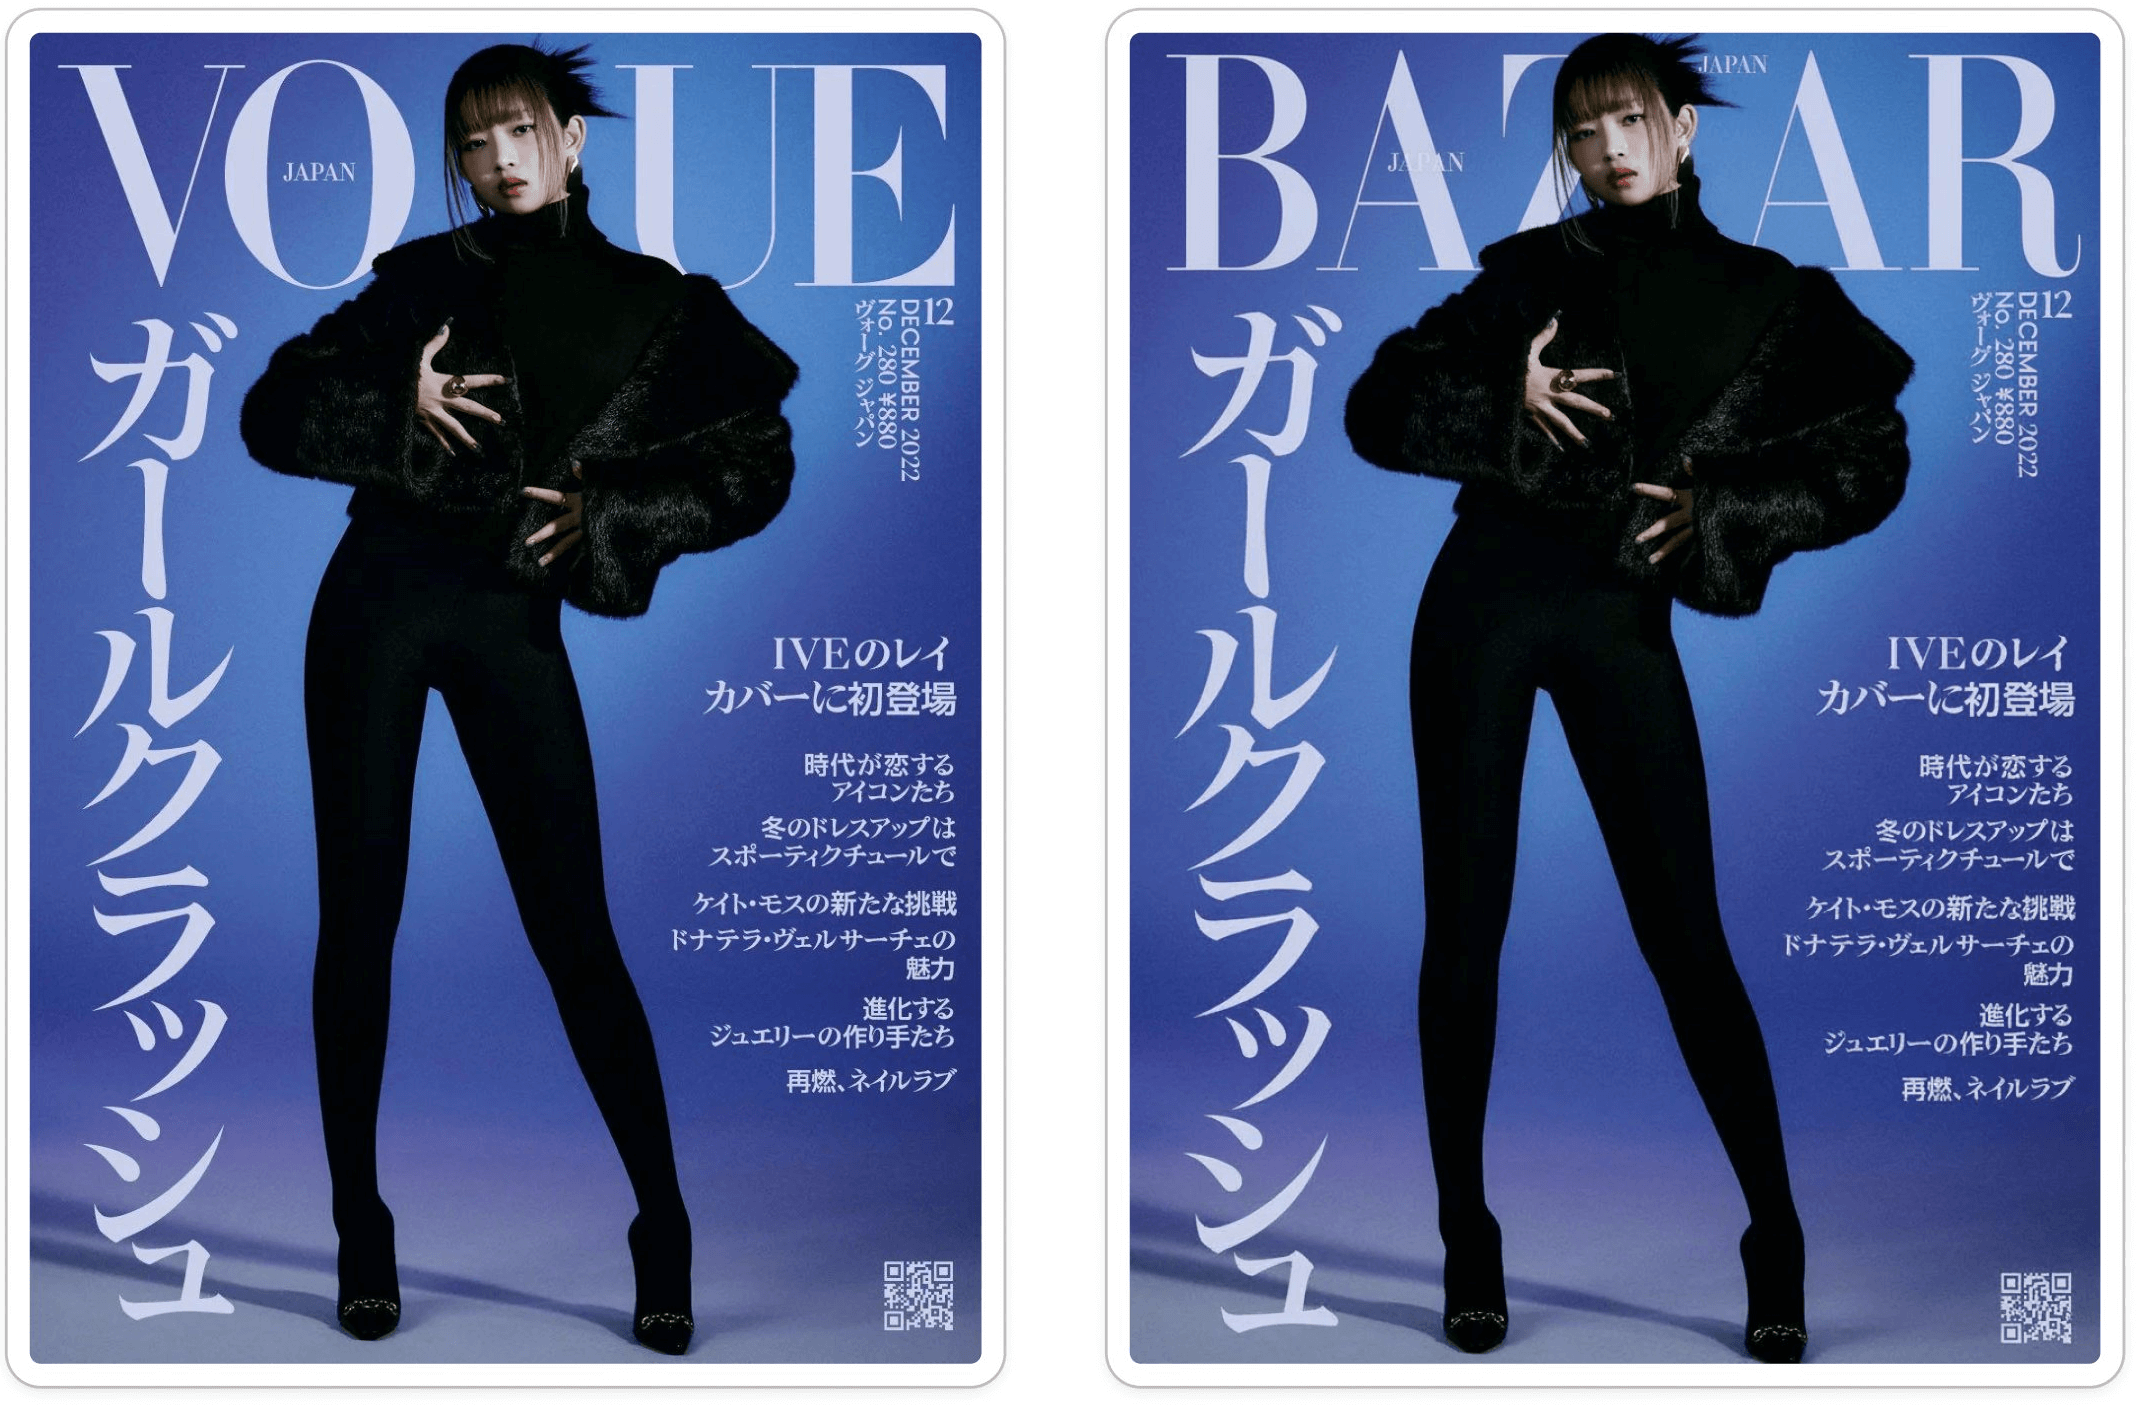 VOGUE
JAPAN
ガールクラッシュ
12
DECEMBER 2022
No. 280 ¥880
ヴォーグ ジャパン
IVEのレイ
カバーに初登場
時代が恋する
アイコンたち
冬のドレスアップは
スポーティクチュールで
ケイト・モスの新たな挑戦
ドナテラ・ヴェルサーチェの
魅力
進化する
ジュエリーの作り手たち
再燃、ネイルラブ
BAZAAR
JAPAN
JAPAN
ガールクラッシュ
12
DECEMBER 2022
No. 280 ¥880
ヴォーグ ジャパン
IVEのレイ
カバーに初登場
時代が恋する
アイコンたち
冬のドレスアップは
スポーティクチュールで
ケイト・モスの新たな挑戦
ドナテラ・ヴェルサーチェの
魅力
進化する
ジュエリーの作り手たち
再燃、ネイルラブ